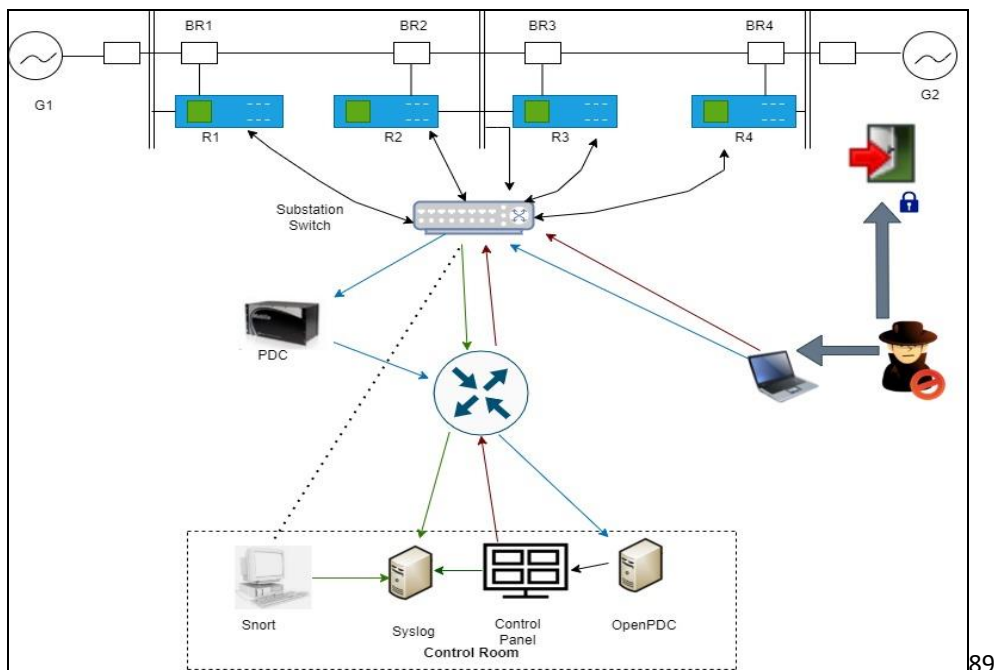 BR1
BR2
BR3
BR4
G1
G2
R1
R2
R3
R4
Substation
Switch
PDC
Snort
Syslog
Control
Panel
OpenPDC
Control Room
89